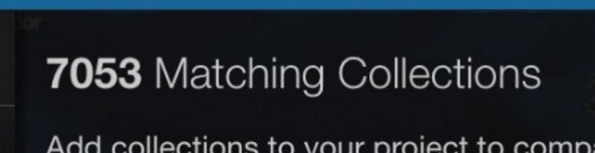 7053 Matching Collections
Add collections to your project to